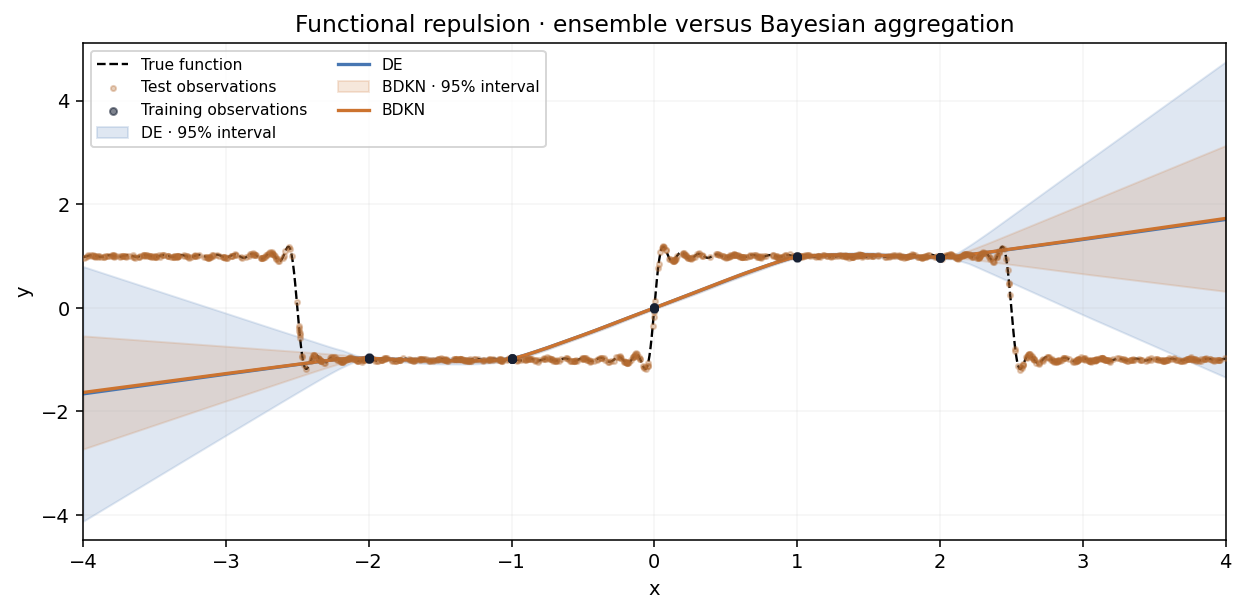 Functional repulsion · ensemble versus Bayesian aggregation
True function
Test observations
Training observations
DE · 95% interval
DE
BDKN · 95% interval
BDKN
y
4
2
0
−2
−4
−4
−3
−2
−1
0
1
2
3
4
x